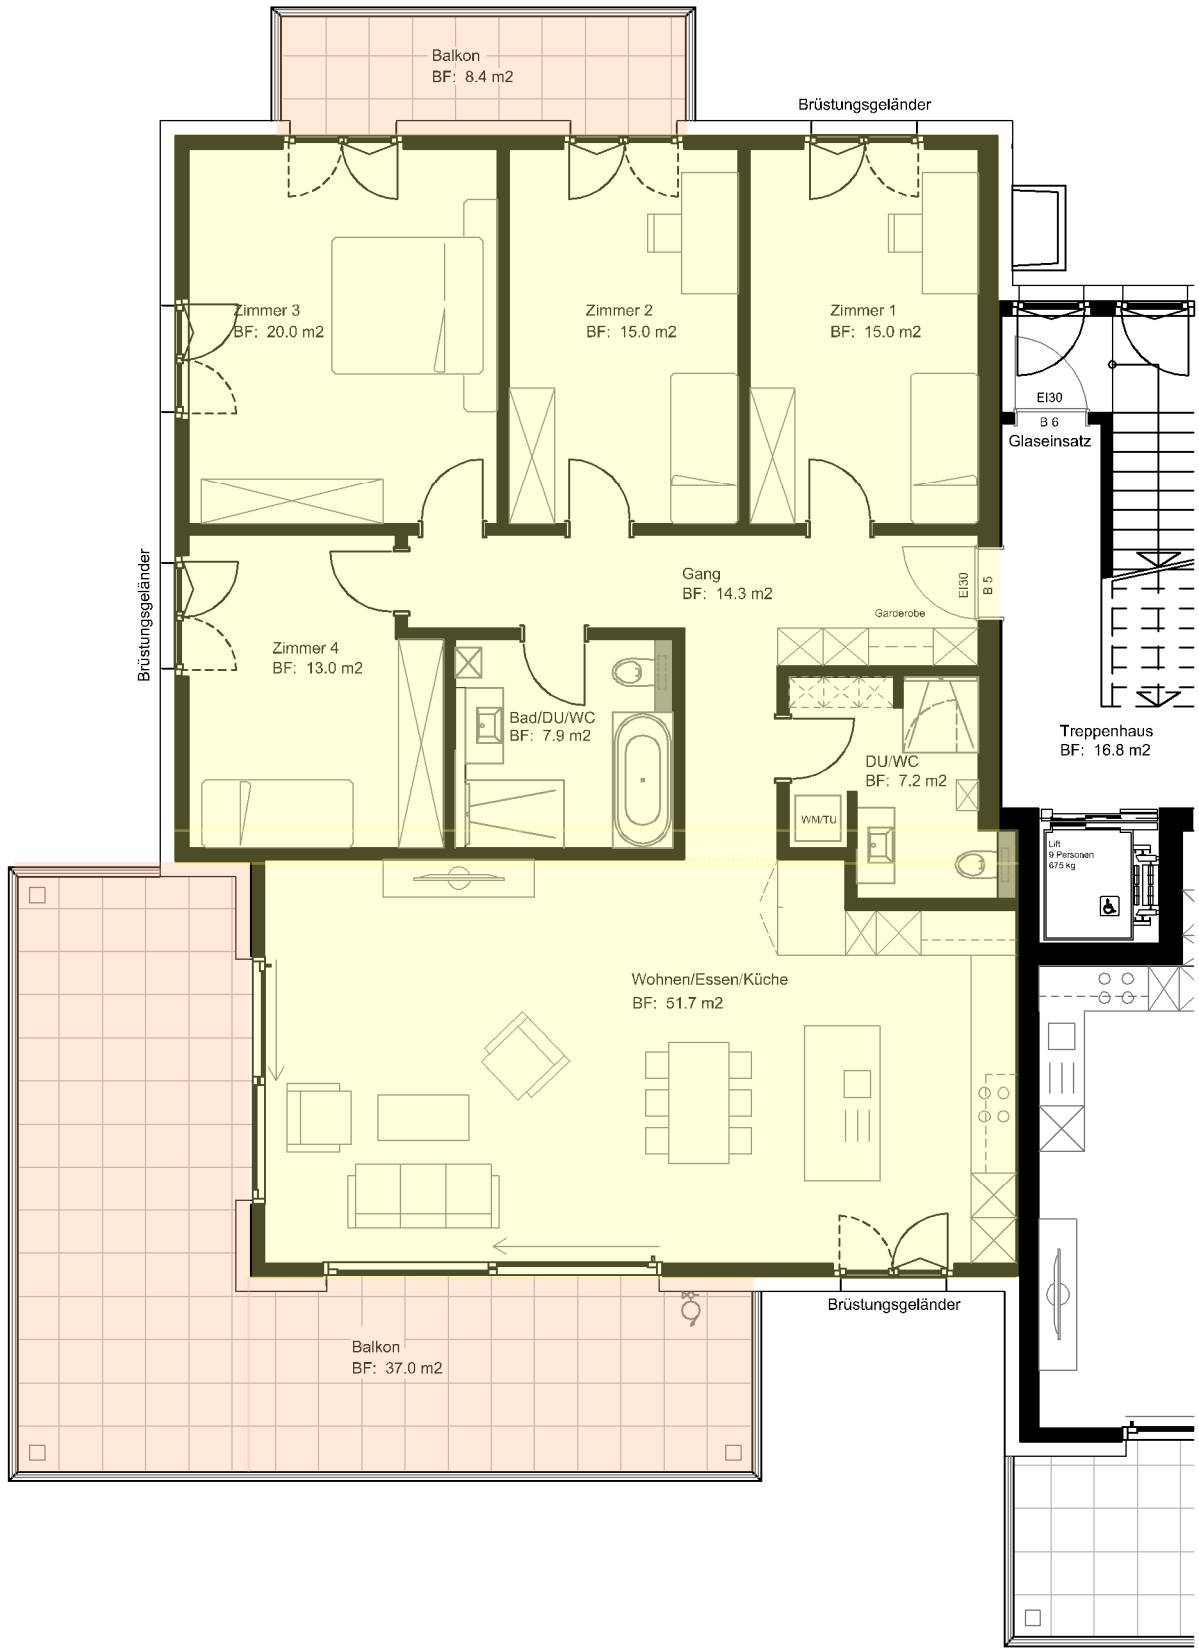 Balkon
BF: 8.4 m2
Brüstungsgeländer
Zimmer 3
BF: 20.0 m2
Zimmer 2
BF: 15.0 m2
Zimmer 1
BF: 15.0 m2
EI30
B 6
Glaseinsatz
Brüstungsgeländer
Gang
BF: 14.3 m2
EI30
B 5
Garderobe
Zimmer 4
BF: 13.0 m2
Bad/DU/WC
BF: 7.9 m2
Treppenhaus
BF: 16.8 m2
DU/WC
BF: 7.2 m2
WM/TU
Lift
9 Personen
675 kg
Wohnen/Essen/Küche
BF: 51.7 m2
Brüstungsgeländer
Balkon
BF: 37.0 m2